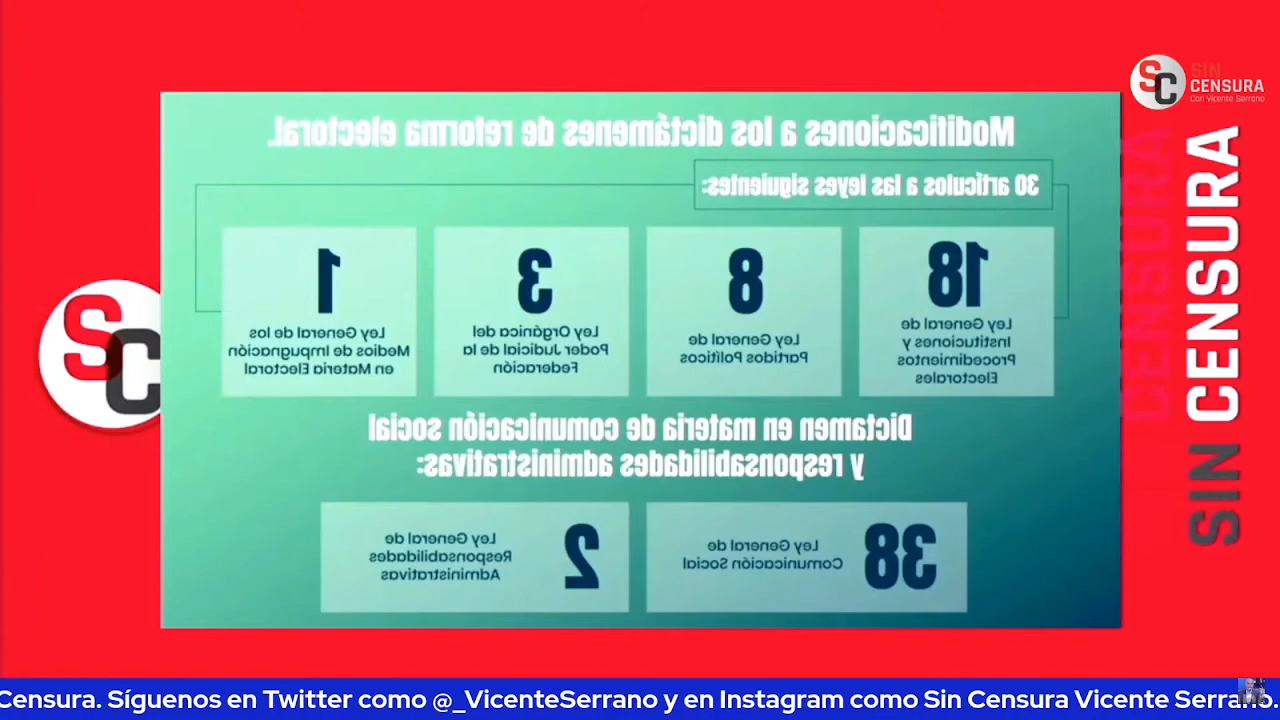 SIN
CENSURA
Con Vicente Serrano
Modificaciones a los dictámenes de reforma electoral.
30 artículos a las leyes siguientes:
18
Ley General de
Instituciones y
Procedimientos
Electorales
8
Ley General de
Partidos Políticos
3
Ley Orgánica del
Poder Judicial de la
Federación
1
Ley General de los
Medios de Impugnación
en Materia Electoral
Dictamen en materia de comunicación social
y responsabilidades administrativas:
38
Ley General de
Comunicación Social
2
Ley General de
Responsabilidades
Administrativas
SC
SC
SIN CENSURA
CENSURA
Censura. Síguenos en Twitter como @_VicenteSerrano y en Instagram como Sin Censura Vicente Serrano.